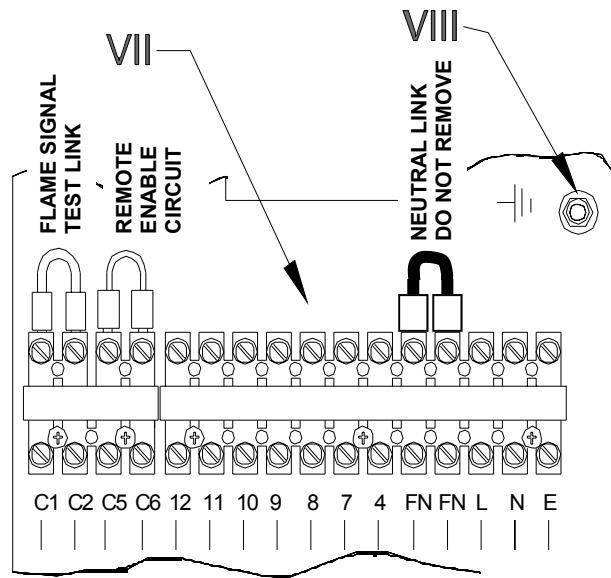 VII
VIII
FLAME SIGNAL
TEST LINK
REMOTE
ENABLE
CIRCUIT
NEUTRAL LINK
DO NOT REMOVE
C1 C2 C5 C6 12 11 10 9 8 7 4 FN FN L N E